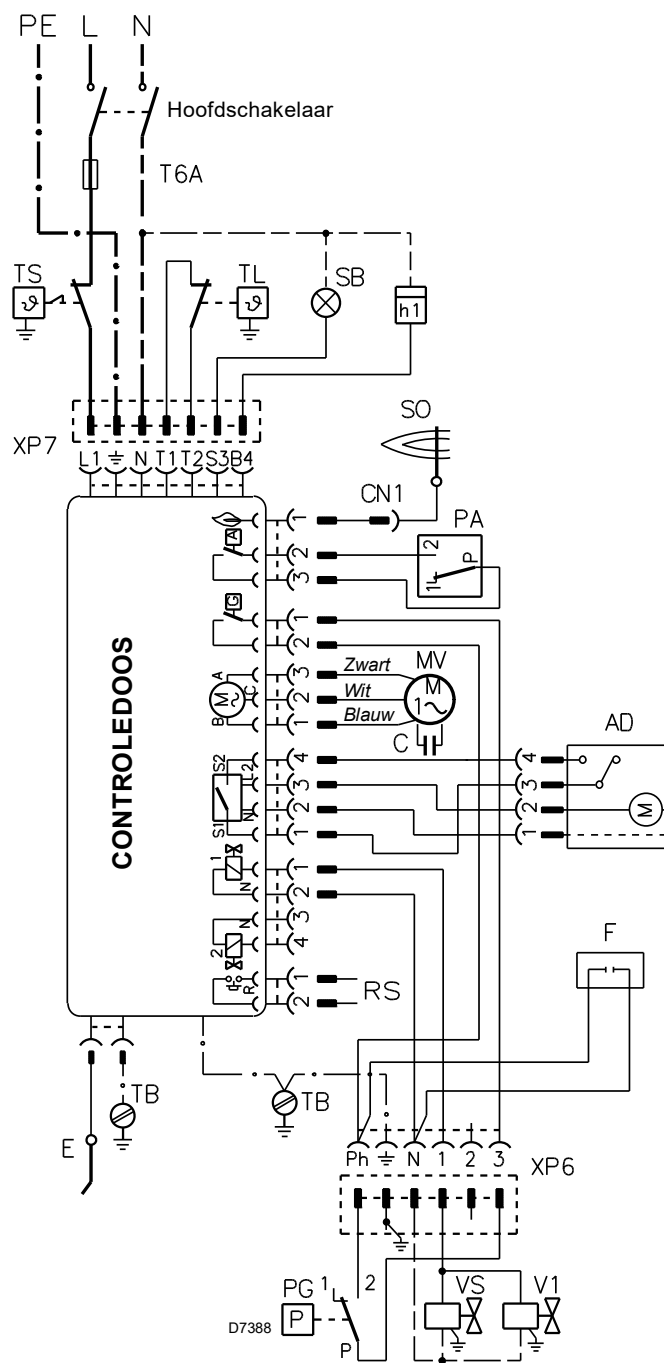 PE L N
Hoofdschakelaar
T6A
TS TL SB h1
ϑ ϑ
XP7
L1 N T1 T2 S3 B4
SO
CN1
PA
1 2 P
A
1
2
3
G
1
2
CONTROLEDOOS
A M C B
3 Zwart
2 Wit
1 Blauw
MV
M
1
C
AD
S2 L2 N S1
4
3
2
1
4
3
2
1
M
1 N
1
2
N 2
3
4
R
1
2
RS
F
TB
TB
E
Ph N 1 2 3
XP6
PG 1 2
P
P
D7388
VS V1